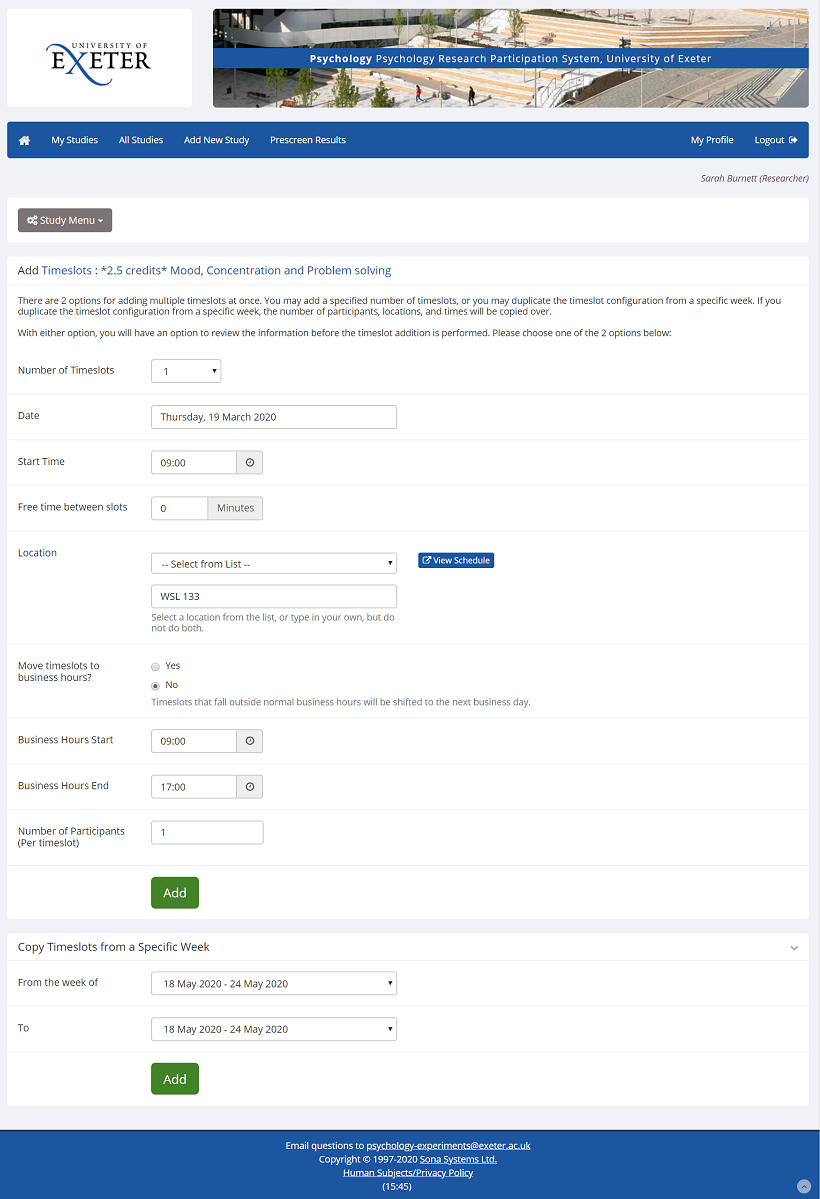 UNIVERSITY OF
EXETER
Psychology Psychology Research Participation System, University of Exeter
My Studies All Studies Add New Study Prescreen Results My Profile Logout
Sarah Burnett (Researcher)
Study Menu
Add Timeslots : *2.5 credits* Mood, Concentration and Problem solving
There are 2 options for adding multiple timeslots at once. You may add a specified number of timeslots, or you may duplicate the timeslot configuration from a specific week. If you
duplicate the timeslot configuration from a specific week, the number of participants, locations, and times will be copied over.
With either option, you will have an option to review the information before the timeslot addition is performed. Please choose one of the 2 options below:
Number of Timeslots 1
Date Thursday, 19 March 2020
Start Time 09:00
Free time between slots 0 Minutes
Location -- Select from List -- View Schedule
WSL 133
Select a location from the list, or type in your own, but do
not do both.
Move timeslots to
business hours?
Yes
No
Timeslots that fall outside normal business hours will be shifted to the next business day.
Business Hours Start 09:00
Business Hours End 17:00
Number of Participants
(Per timeslot)
1
Add
Copy Timeslots from a Specific Week
From the week of 18 May 2020 - 24 May 2020
To 18 May 2020 - 24 May 2020
Add
Email questions to psychology-experiments@exeter.ac.uk
Copyright © 1997-2020 Sona Systems Ltd.
Human Subjects/Privacy Policy
(15:45)